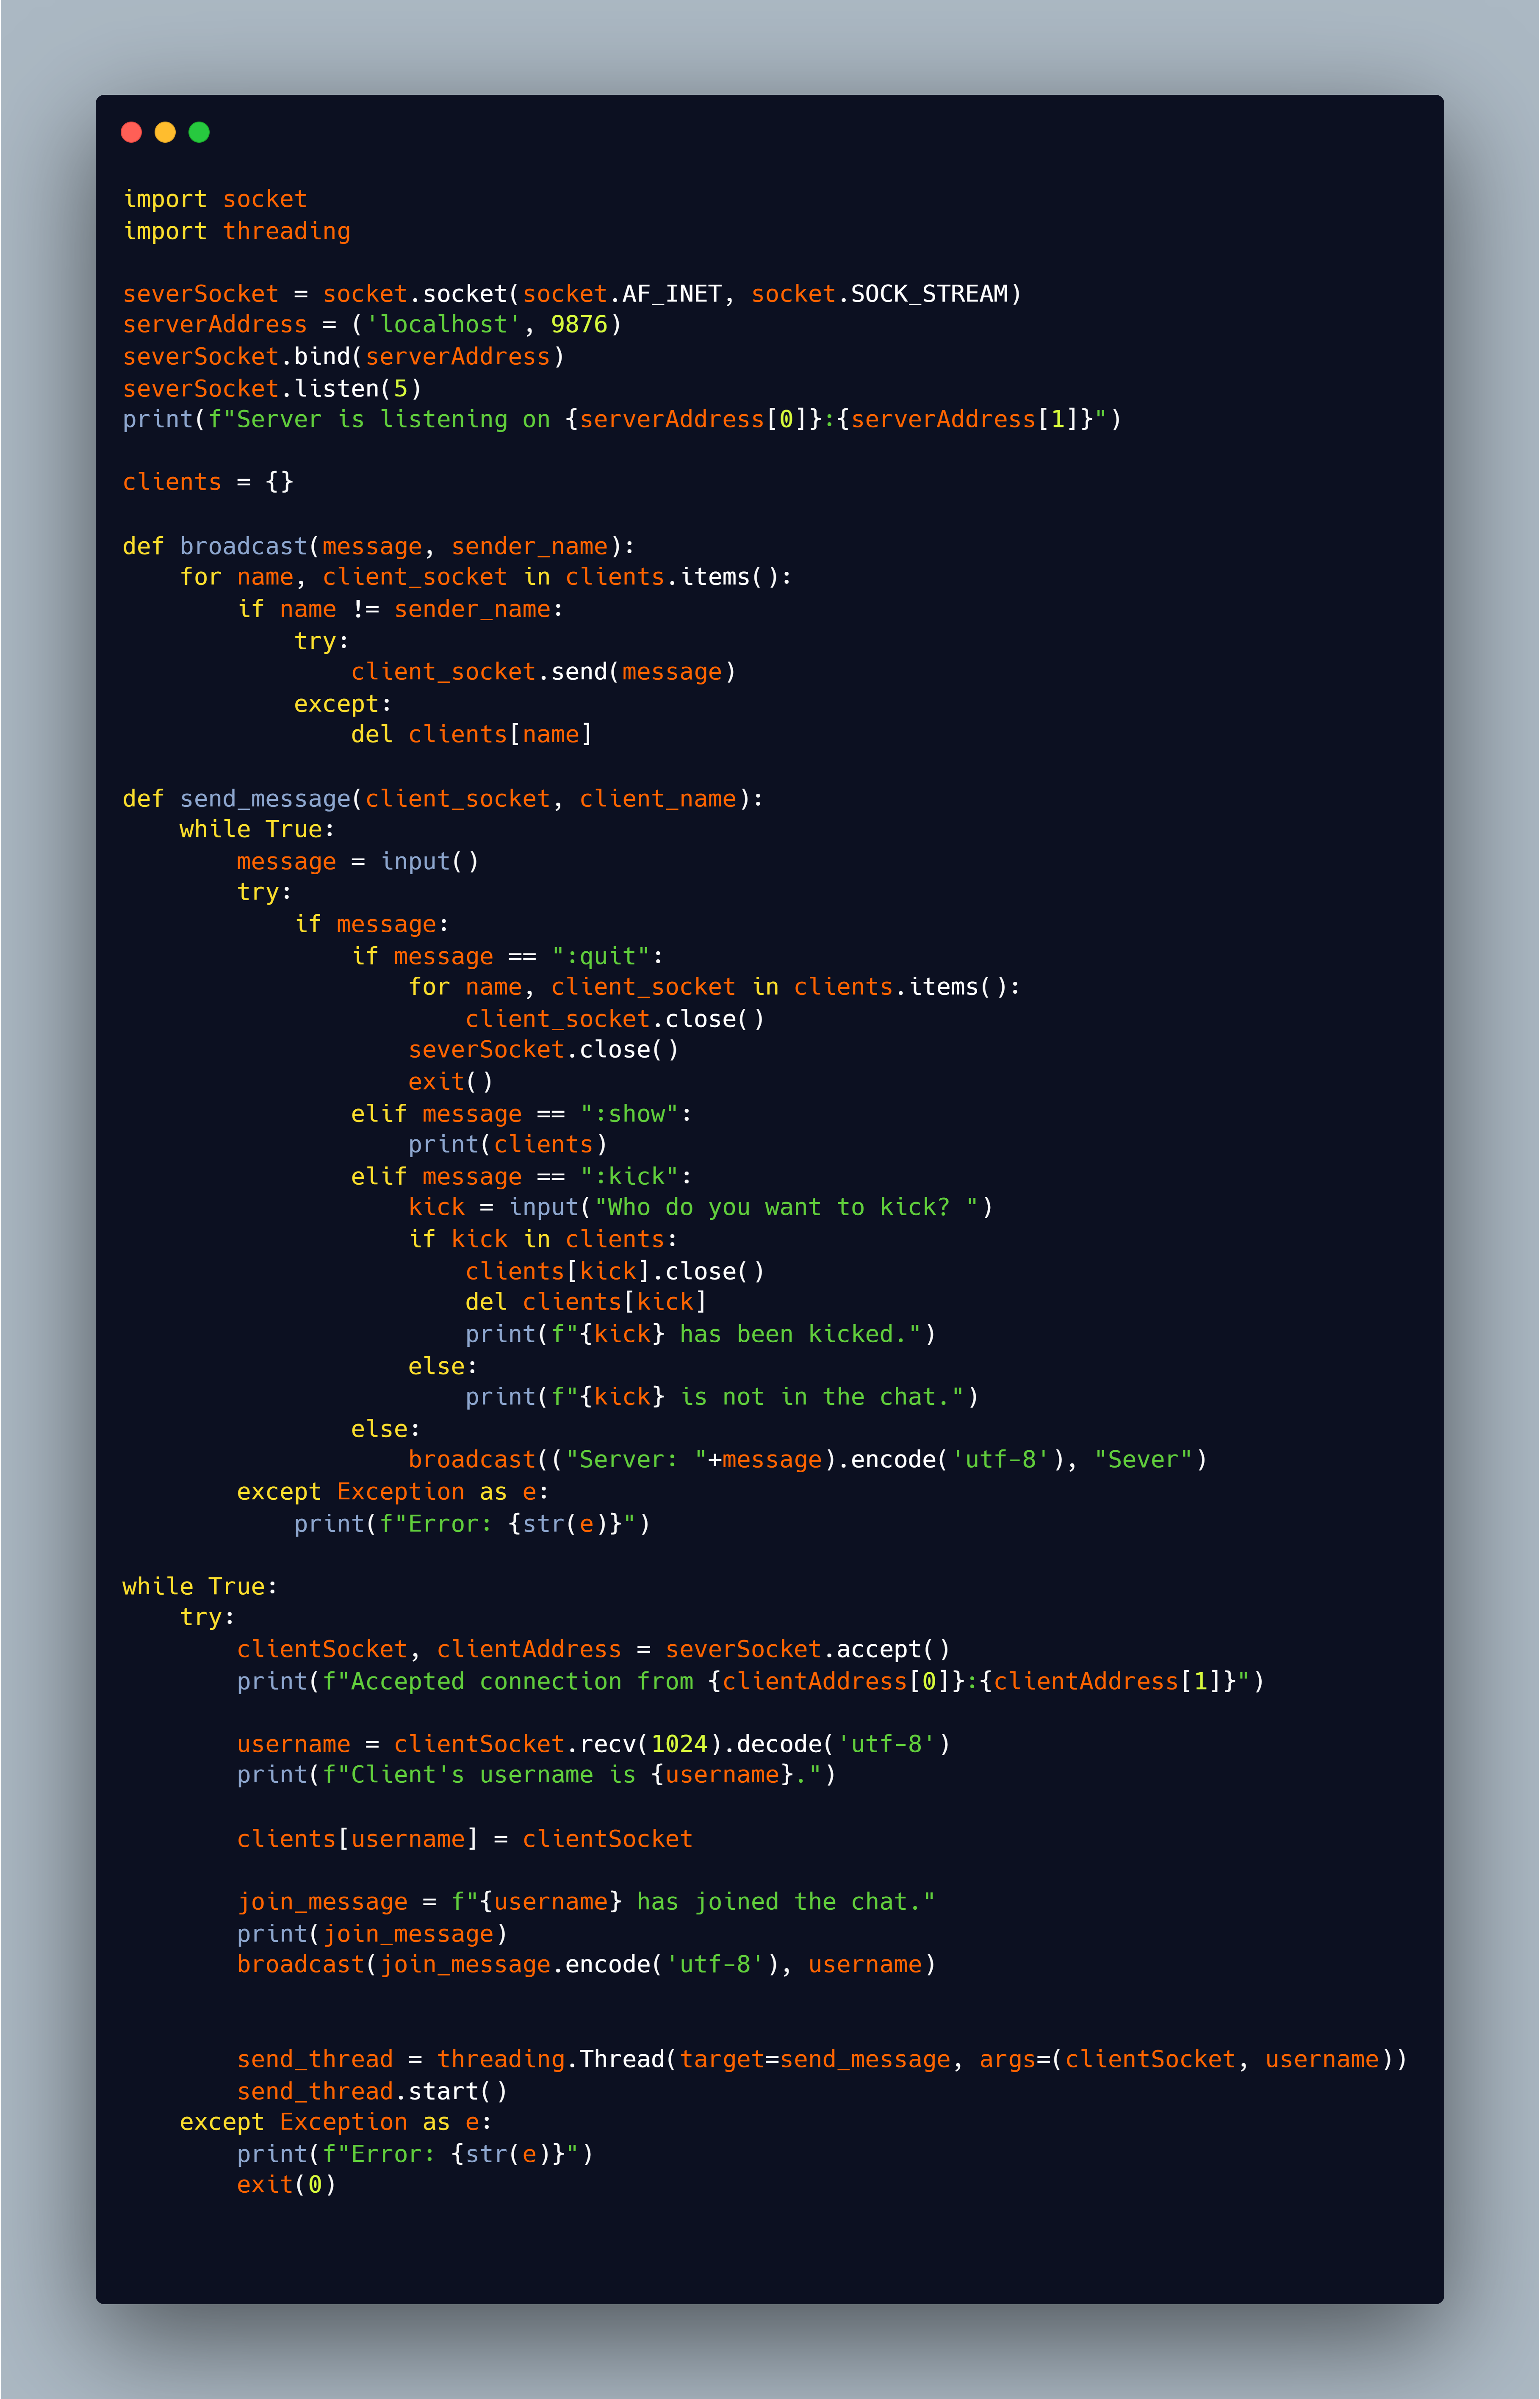 import socket
import threading

severSocket = socket.socket(socket.AF_INET, socket.SOCK_STREAM)
serverAddress = ('localhost', 9876)
severSocket.bind(serverAddress)
severSocket.listen(5)
print(f"Server is listening on {serverAddress[0]}:{serverAddress[1]}")

clients = {}

def broadcast(message, sender_name):
    for name, client_socket in clients.items():
        if name != sender_name:
            try:
                client_socket.send(message)
            except:
                del clients[name]

def send_message(client_socket, client_name):
    while True:
        message = input()
        try:
            if message:
                if message == ":quit":
                    for name, client_socket in clients.items():
                        client_socket.close()
                    severSocket.close()
                    exit()
                elif message == ":show":
                    print(clients)
                elif message == ":kick":
                    kick = input("Who do you want to kick? ")
                    if kick in clients:
                        clients[kick].close()
                        del clients[kick]
                        print(f"{kick} has been kicked.")
                    else:
                        print(f"{kick} is not in the chat.")
                else:
                    broadcast(("Server: "+message).encode('utf-8'), "Sever")
        except Exception as e:
            print(f"Error: {str(e)}")

while True:
    try:
        clientSocket, clientAddress = severSocket.accept()
        print(f"Accepted connection from {clientAddress[0]}:{clientAddress[1]}")

        username = clientSocket.recv(1024).decode('utf-8')
        print(f"Client's username is {username}.")

        clients[username] = clientSocket

        join_message = f"{username} has joined the chat."
        print(join_message)
        broadcast(join_message.encode('utf-8'), username)


        send_thread = threading.Thread(target=send_message, args=(clientSocket, username))
        send_thread.start()
    except Exception as e:
        print(f"Error: {str(e)}")
        exit(0)